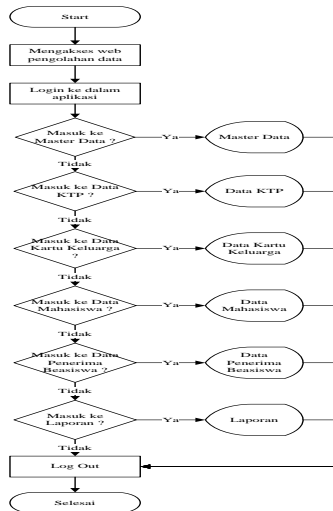 Start
Mengakses web
pengolahan data
Login ke dalam
aplikasi
Masuk ke
Master Data ?
Ya
Master Data
Tidak
Masuk ke Data
KTP ?
Ya
Data KTP
Tidak
Masuk ke Data
Kartu Keluarga
?
Ya
Data Kartu
Keluarga
Tidak
Masuk ke Data
Mahasiswa ?
Ya
Data
Mahasiswa
Tidak
Masuk ke Data
Penerima
Beasiswa ?
Ya
Data
Penerima
Beasiswa
Tidak
Masuk ke
Laporan ?
Ya
Laporan
Tidak
Log Out
Selesai